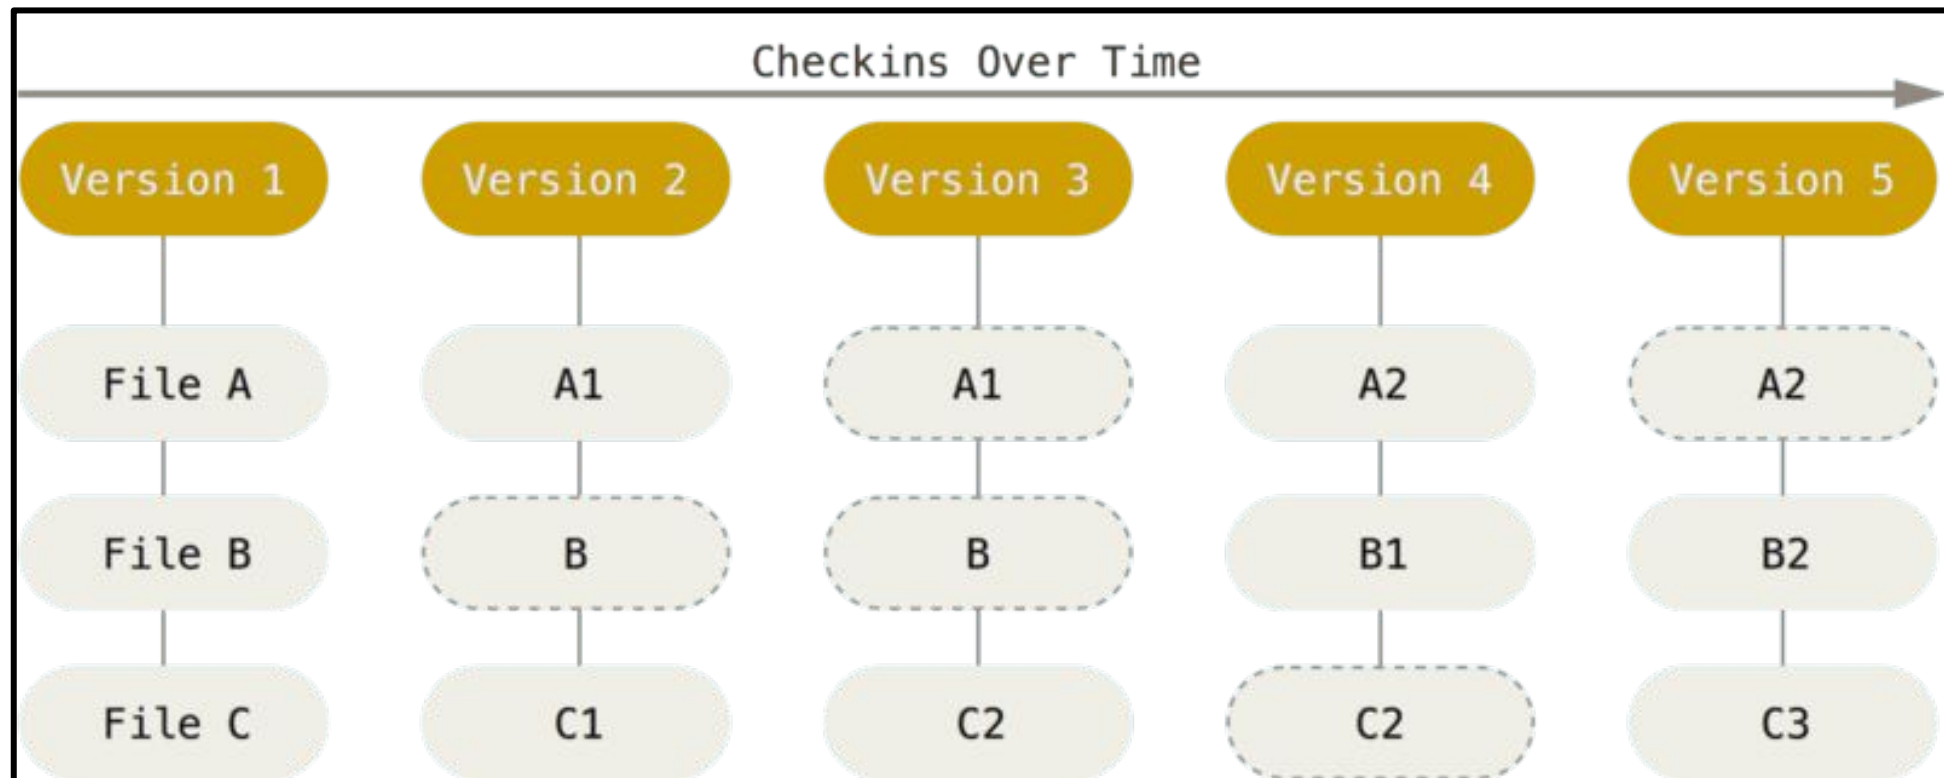 Checkins Over Time
Version 1 Version 2 Version 3 Version 4 Version 5
File A A1 A1 A2 A2
File B B B B1 B2
File C C1 C2 C2 C3